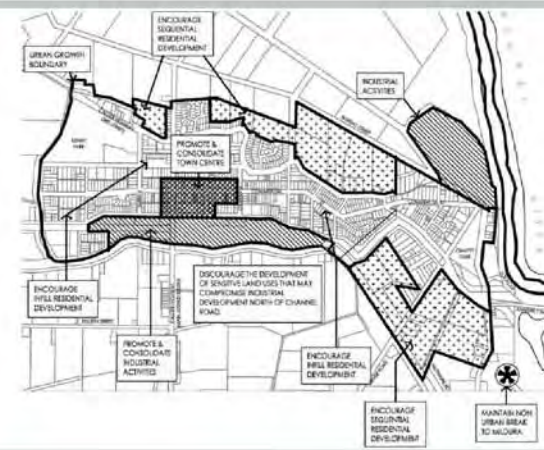 ENCOURAGE
SEQUENTIAL
RESIDENTIAL
DEVELOPMENT
URBAN GROWTH
BOUNDARY
INDUSTRIAL
ACTIVITIES
PROMOTE &
CONSOLIDATE
TOWN CENTRE
ENCOURAGE
INFILL RESIDENTIAL
DEVELOPMENT
DISCOURAGE THE DEVELOPMENT
OF SENSITIVE LAND USES THAT MAY
COMPROMISE INDUSTRIAL
DEVELOPMENT NORTH OF CHANNEL
ROAD.
PROMOTE &
CONSOLIDATE
INDUSTRIAL
ACTIVITIES
ENCOURAGE
INFILL RESIDENTIAL
DEVELOPMENT
ENCOURAGE
SEQUENTIAL
RESIDENTIAL
DEVELOPMENT
MAINTAIN NON
URBAN BREAK
TO MILDURA